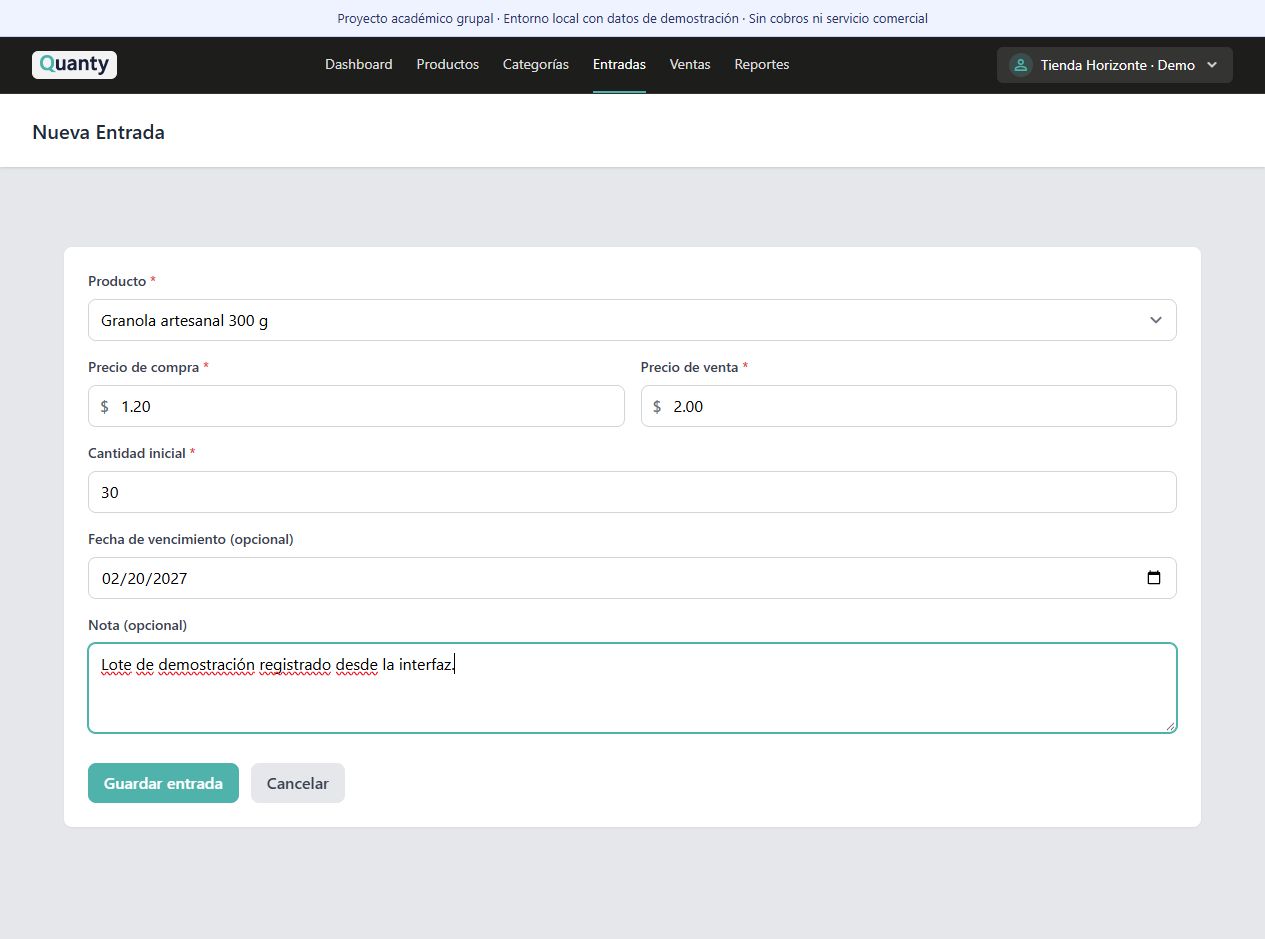 Proyecto académico grupal · Entorno local con datos de demostración · Sin cobros ni servicio comercial
Quanty
Dashboard Productos Categorías Entradas Ventas Reportes
Tienda Horizonte · Demo
Nueva Entrada
Producto *
Granola artesanal 300 g
Precio de compra * Precio de venta *
$ 1.20 $ 2.00
Cantidad inicial *
30
Fecha de vencimiento (opcional)
02/20/2027
Nota (opcional)
Lote de demostración registrado desde la interfaz.
Guardar entrada Cancelar